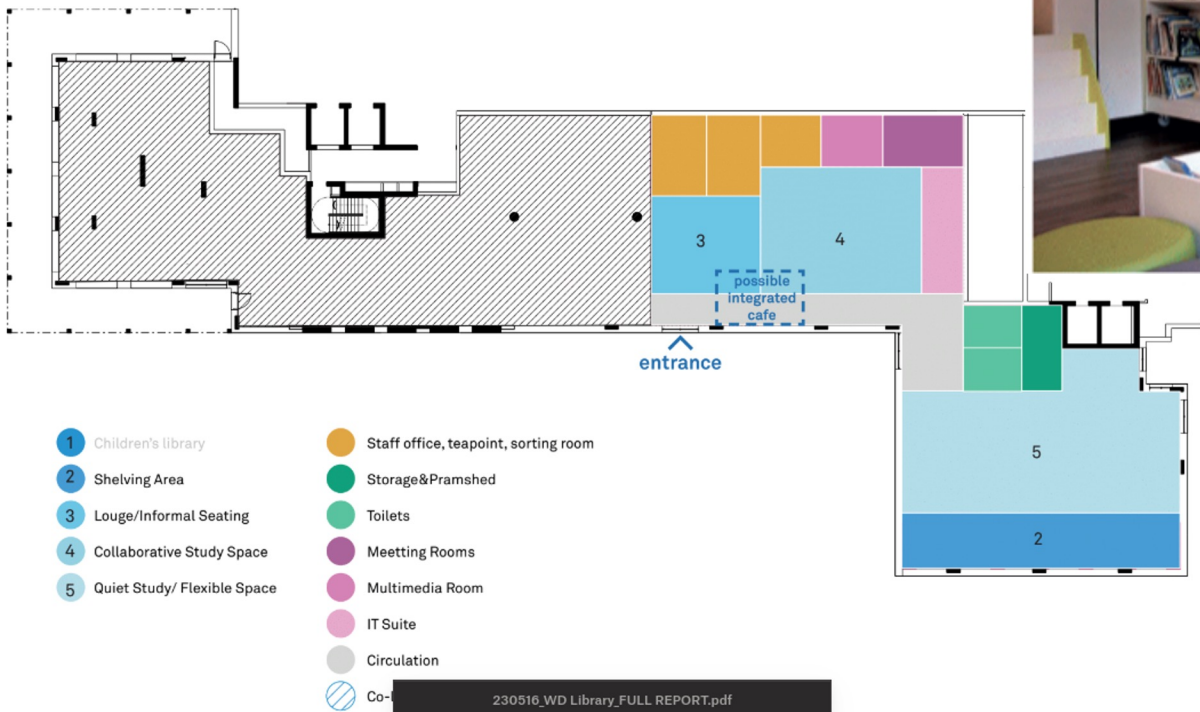 3
4
possible
integrated
cafe
entrance
5
2
1 Children's library
2 Shelving Area
3 Louge/Informal Seating
4 Collaborative Study Space
5 Quiet Study/ Flexible Space
Staff office, teapoint, sorting room
Storage&Pramshed
Toilets
Meetting Rooms
Multimedia Room
IT Suite
Circulation
230516_WD Library_FULL REPORT.pdf